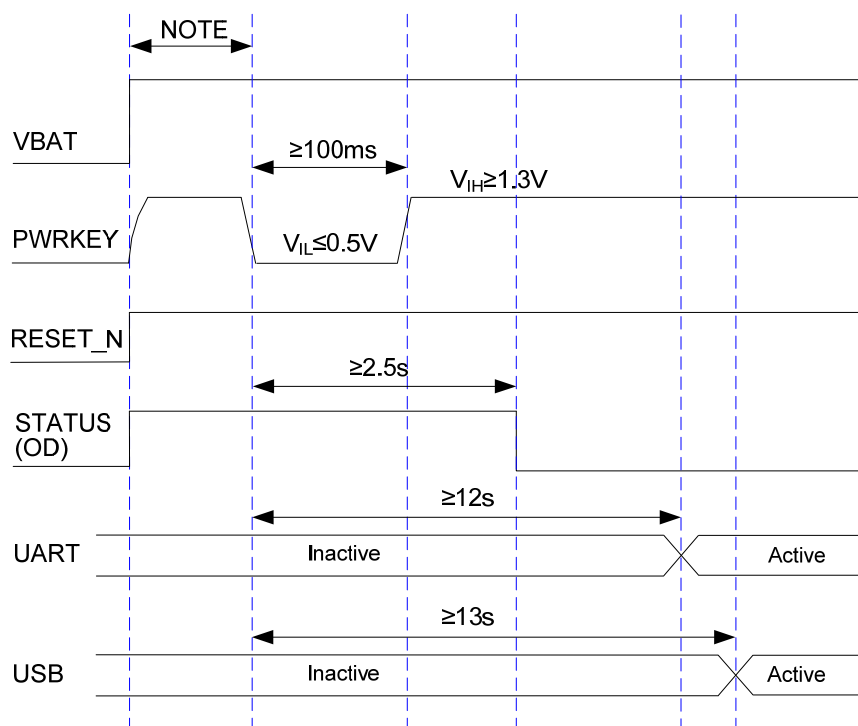 NOTE
VBAT
≥100ms
VIH≥1.3V
PWRKEY
VIL≤0.5V
RESET_N
≥2.5s
STATUS
(OD)
≥12s
UART
Inactive
Active
≥13s
USB
Inactive
Active